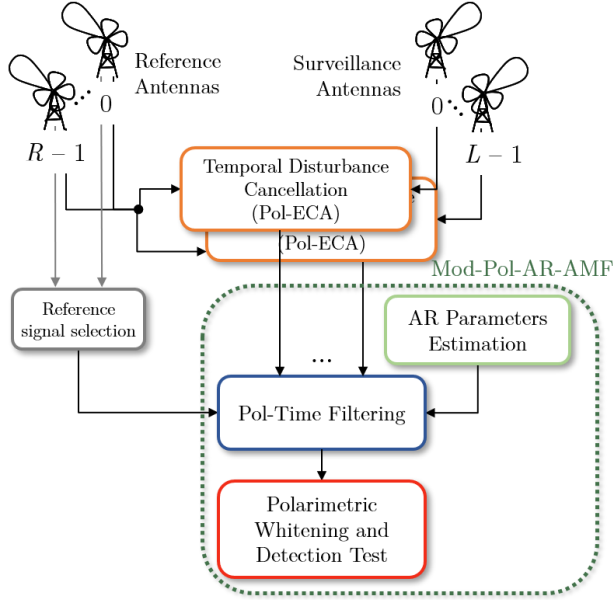 Reference
Antennas
Surveillance
Antennas
0
0
R − 1
L − 1
Temporal Disturbance
Cancellation
(Pol-ECA)
e
(Pol-ECA)
Mod-Pol-AR-AMF
Reference
signal selection
AR Parameters
Estimation
...
Pol-Time Filtering
Polarimetric
Whitening and
Detection Test